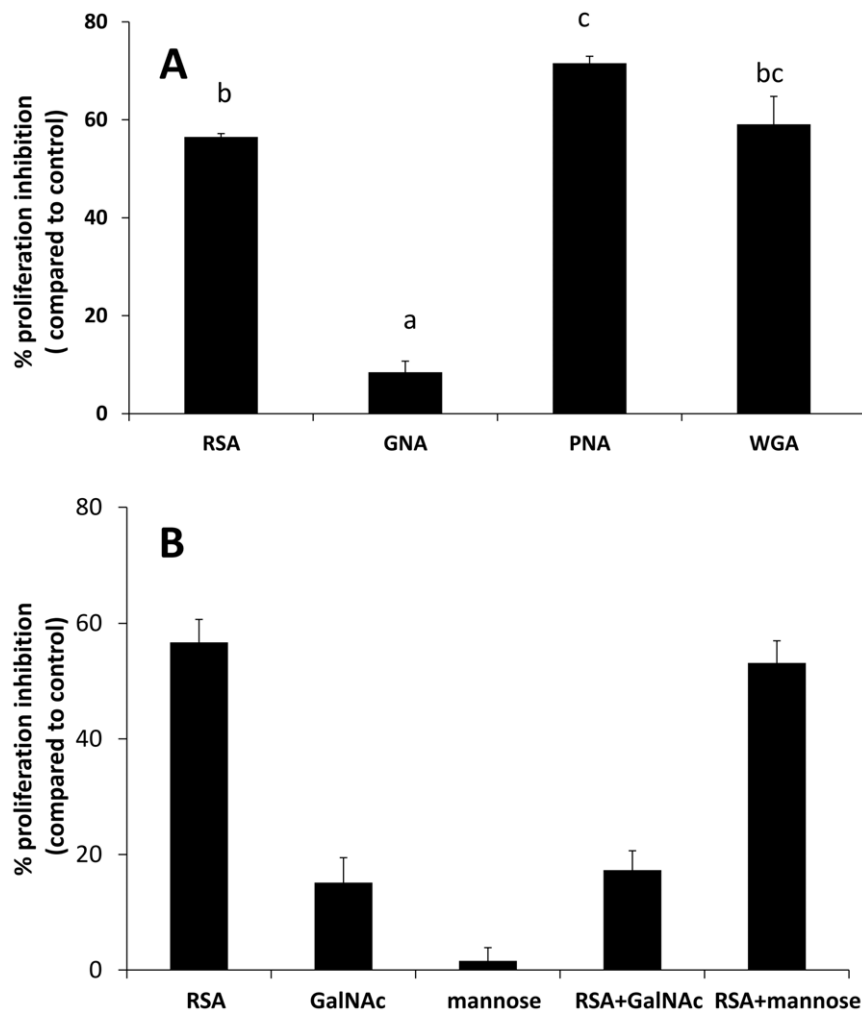 80
A
c
b
bc
60
40
20
a
0
% proliferation inhibition
( compared to control)
RSA GNA PNA WGA
80
B
60
40
20
0
% proliferation inhibition
(compared to control)
RSA GalNAc mannose RSA+GalNAc RSA+mannose